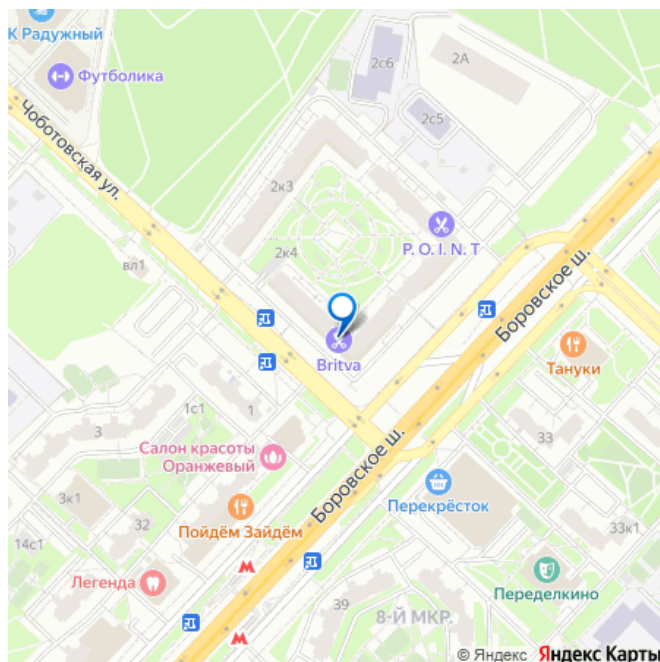 К Радужный
Футболика
2с6
2А
2с5
Чоботовская ул.
2к3
P. O. I. N. T
2к4
вл1
Боровское ш.
Britva
Тануки
1с1
1
3
Салон красоты
Оранжевый
33
Боровское ш.
Перекрёсток
3к1
32
Пойдём Зайдём
14с1
33к1
Легенда
Переделкино
39
8-Й МКР.
© Яндекс Яндекс Карты